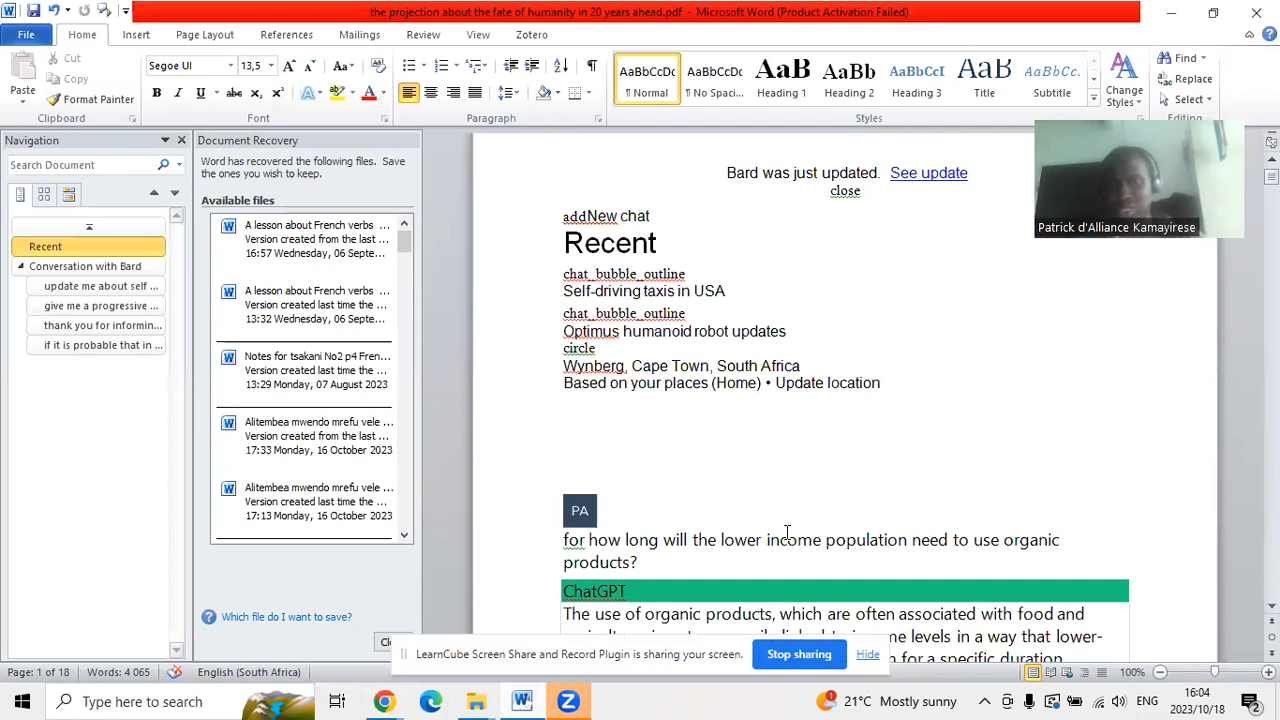 the projection about the fate of humanity in 20 years ahead.pdf - Microsoft Word (Product Activation Failed)
File Home Insert Page Layout References Mailings Review View Zotero
Paste
Cut
Copy
Format Painter
Clipboard
Segoe UI 13,5
Font
Paragraph
AaBbCcDc
¶ Normal
AaBbCcDc
¶ No Spaci...
AaB
Heading 1
AaBb
Heading 2
AaBbCcI
Heading 3
AaB
Title
AaBbCc
Subtitle
Change
Styles
Styles
Find
Replace
Select
Editing
Navigation
Search Document
Recent
Conversation with Bard
update me about self ...
give me a progressive ...
thank you for informin...
if it is probable that in ...
Document Recovery
Word has recovered the following files. Save
the ones you wish to keep.
Available files
A lesson about French verbs ...
Version created from the last ...
16:57 Wednesday, 06 Septe...
A lesson about French verbs ...
Version created last time the ...
13:32 Wednesday, 06 Septe...
Notes for tsakani No2 p4 Fren...
Version created last time the ...
13:29 Monday, 07 August 2023
Alitembea mwendo mrefu vele ...
Version created from the last ...
17:33 Monday, 16 October 2023
Alitembea mwendo mrefu vele ...
Version created last time the ...
17:13 Monday, 16 October 2023
Which file do I want to save?
Bard was just updated. See update
close
addNew chat
Recent
chat_bubble_outline
Self-driving taxis in USA
chat_bubble_outline
Optimus humanoid robot updates
circle
Wynberg, Cape Town, South Africa
Based on your places (Home) • Update location
PA
for how long will the lower income population need to use organic
products?
ChatGPT
The use of organic products, which are often associated with food and
lower-
for a specific duration
Patrick d'Alliance Kamayirese
LearnCube Screen Share and Record Plugin is sharing your screen. Stop sharing Hide
Page: 1 of 18 Words: 4 065 English (South Africa) 100%
Type here to search
21°C Mostly sunny ENG 16:04
2023/10/18
2